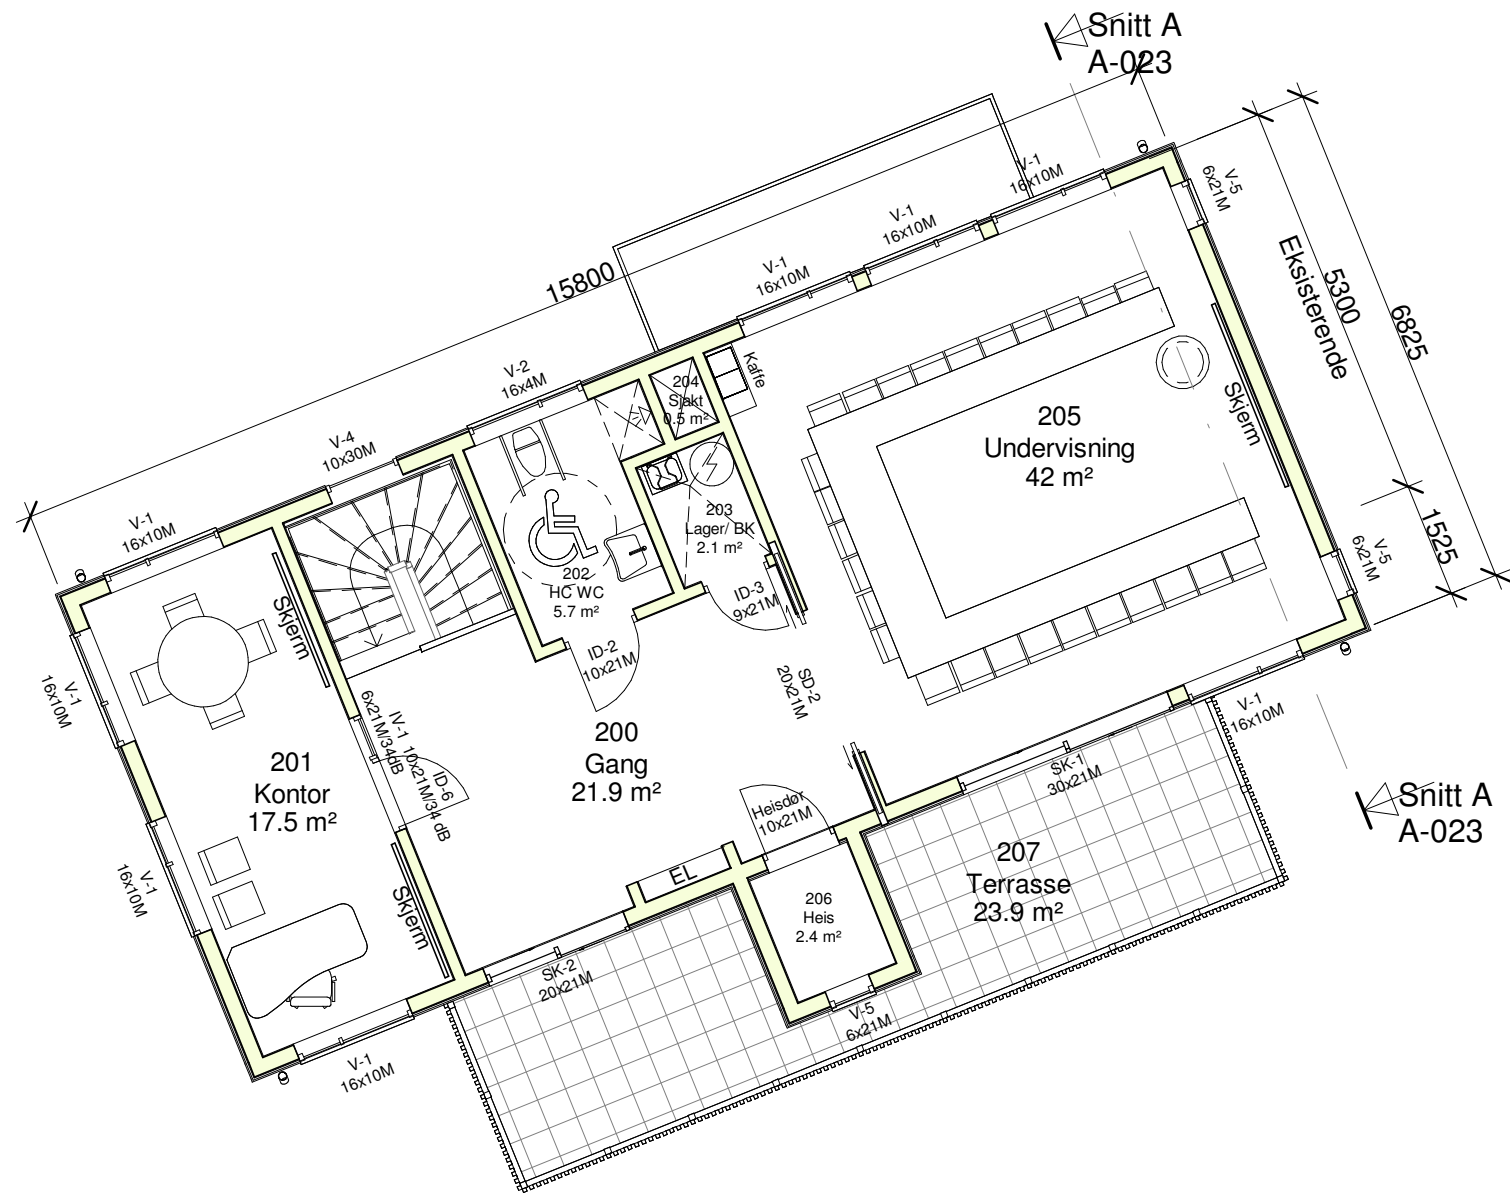 Snitt A
A-023
15800
V-1
16x10M
V-5
6x21M
V-1
16x10M
V-1
16x10M
Eksisterende
5300
6825
1525
V-2
16x4M
Kaffe
204
Sjakt
0.5 m²
V-4
10x30M
V-1
16x10M
205
Undervisning
42 m²
Skjerm
203
Lager/ BK
2.1 m²
202
HC WC
5.7 m²
ID-3
9x21M
ID-2
10x21M
SD-2
20x21M
V-5
6x21M
Skjerm
V-1
16x10M
IV-1
6x21M/34dB
ID-6
10x21M/34 dB
200
Gang
21.9 m²
201
Kontor
17.5 m²
V-1
16x10M
Skjerm
Heisdør
10x21M
EL
206
Heis
2.4 m²
SK-1
30x21M
V-1
16x10M
207
Terrasse
23.9 m²
Snitt A
A-023
SK-2
20x21M
V-5
6x21M
V-1
16x10M